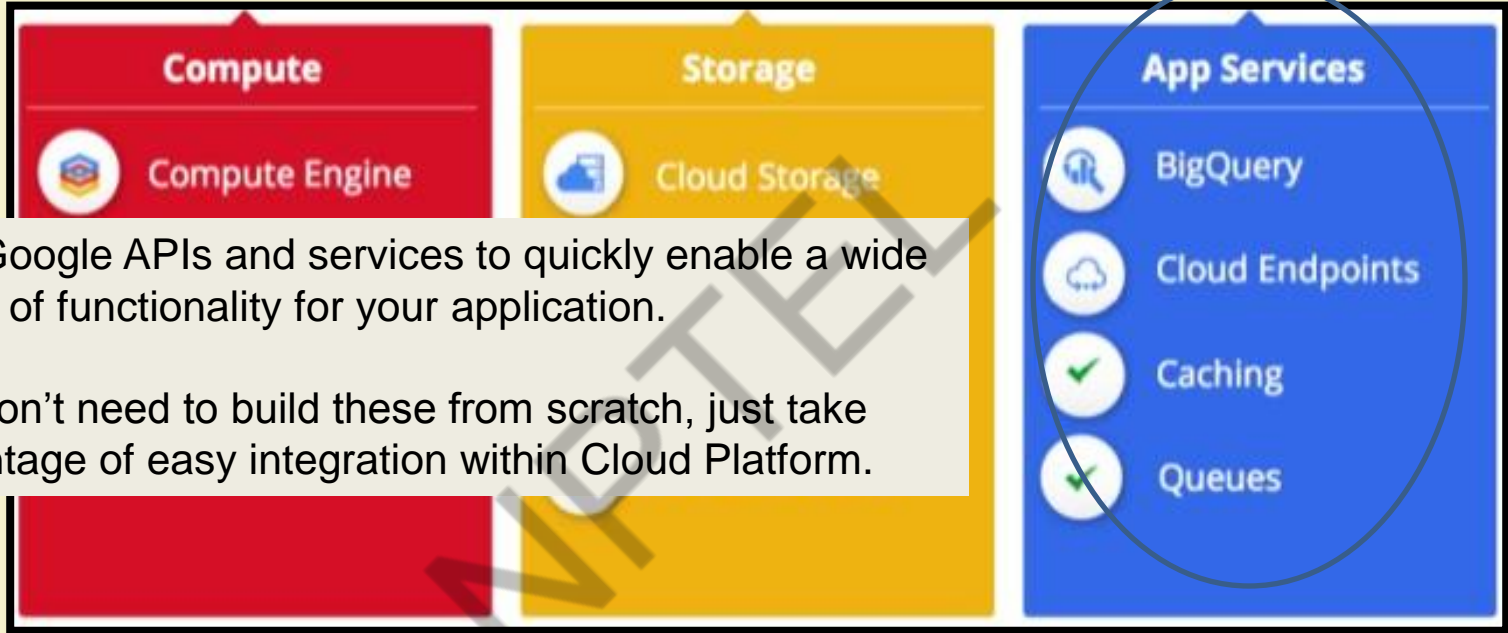 Compute
Compute Engine
Storage
Cloud Storage
App Services
BigQuery
Cloud Endpoints
Caching
Queues
Google APIs and services to quickly enable a wide
of functionality for your application.
on’t need to build these from scratch, just take
ntage of easy integration within Cloud Platform.
NPTEL